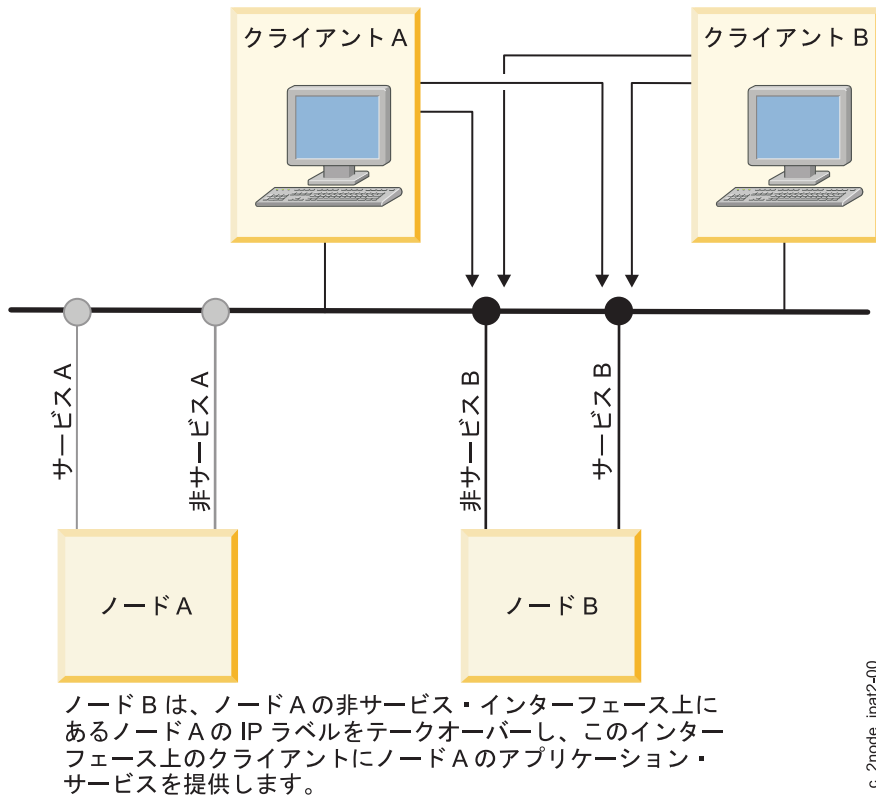 クライアント A
クライアント B
サービス A
非サービス A
非サービス B
サービス B
ノード A
ノード B
ノード B は、ノード A の非サービス・インターフェース上に
あるノード A の IP ラベルをテークオーバーし、このインター
フェース上のクライアントにノード A のアプリケーション・
サービスを提供します。
c_2node_ipat2-00